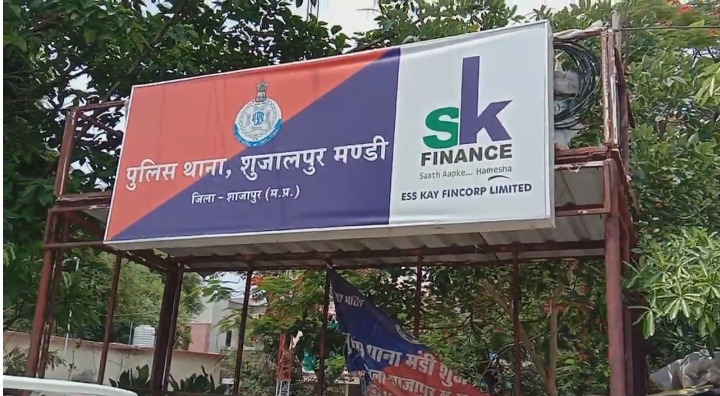 पुलिस थाना, शुजालपुर मण्डी
जिला - शाजापुर (म.प्र.)
sk
FINANCE
Saath Aapke... Hamesha
ESS KAY FINCORP LIMITED
थाना मंडी शुज